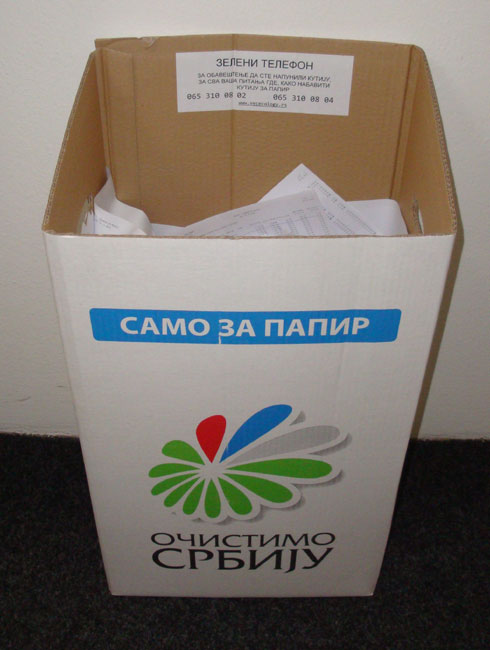 ЗЕЛЕНИ ТЕЛЕФОН
ЗА ОБАВЕШТЕЊЕ ДА СТЕ НАПУНИЛИ КУТИЈУ,
ЗА СВА ВАШИ ПИТАЊА ГДЕ, КАКО НАБАВИТИ
КУТИЈУ ЗА ПАПИР
065 310 08 02 065 310 08 04
САМО ЗА ПАПИР
ОЧИСТИМО
СРБИЈУ